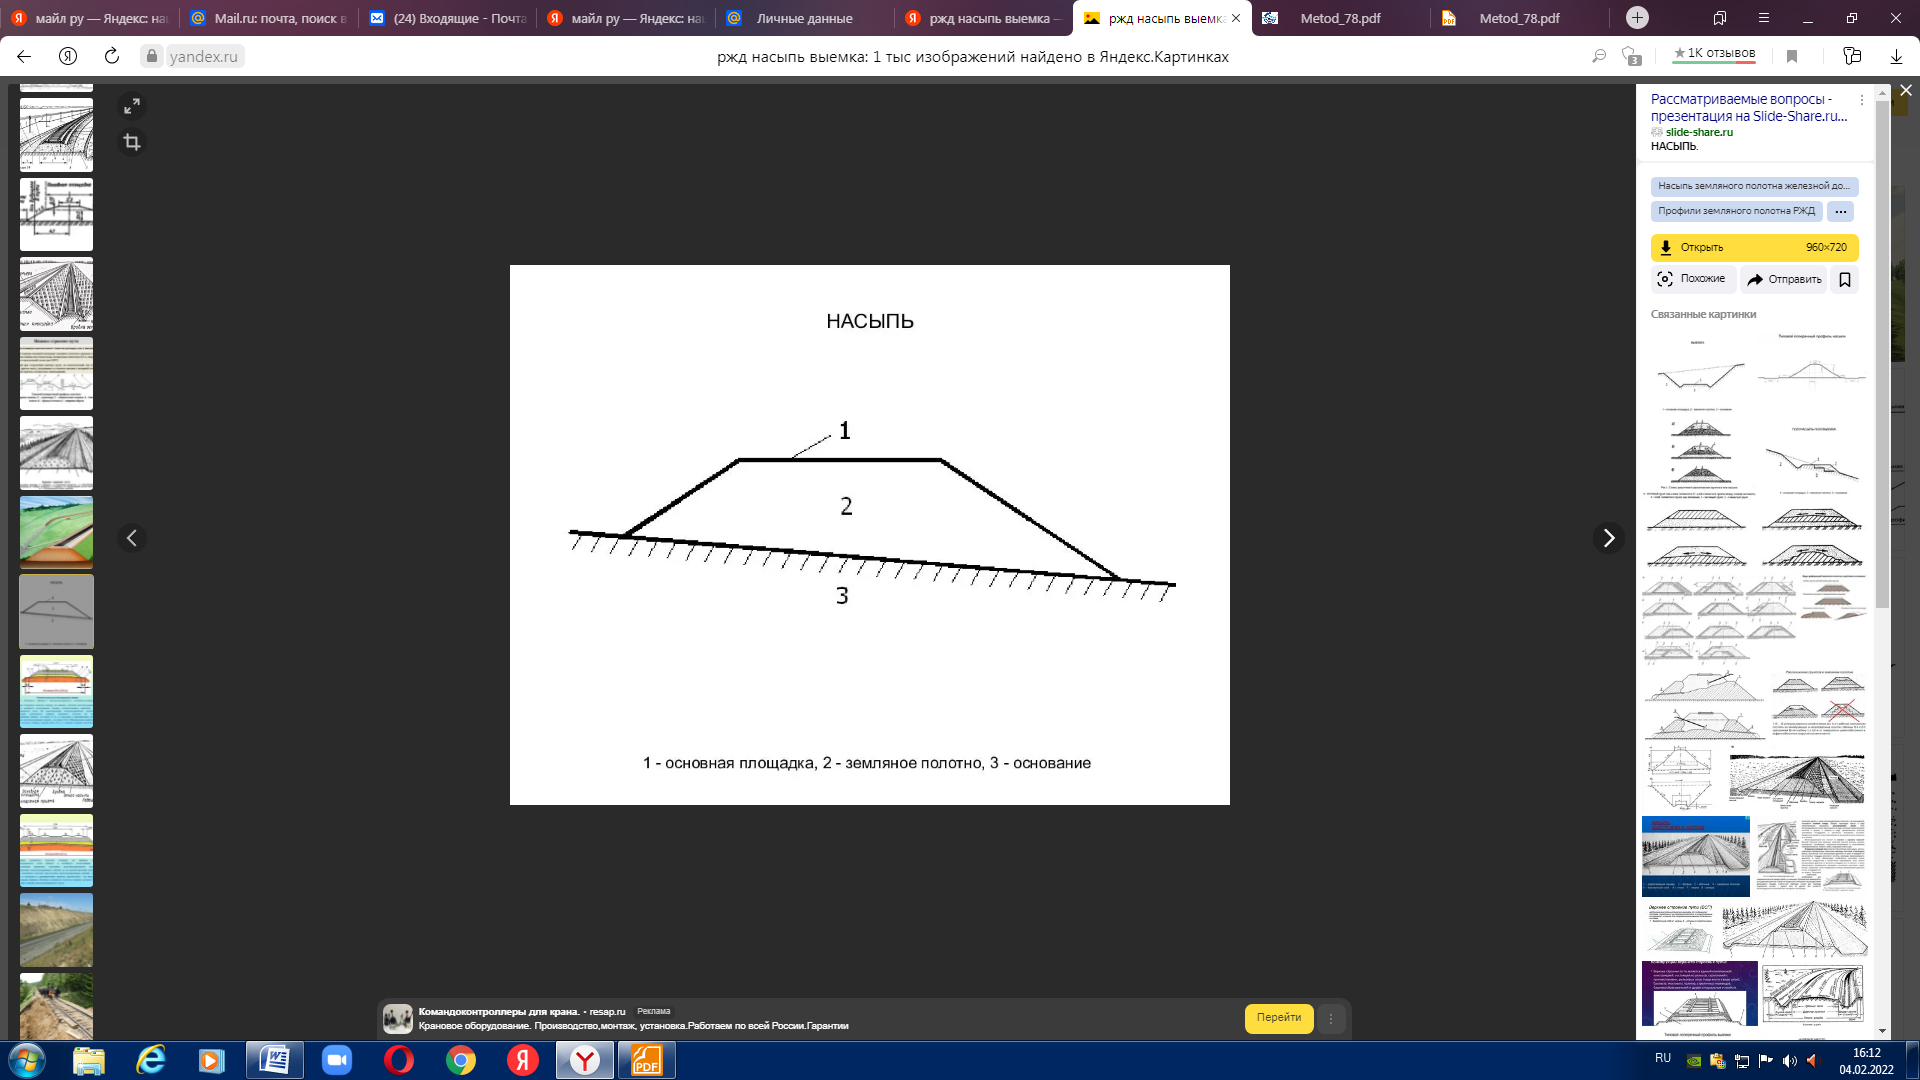 майл ру — Яндекс: на
Mail.ru: почта, поиск в
(24) Входящие - Почта
майл ру — Яндекс: на
Личные данные
ржд насыпь выемка —
ржд насыпь выемка
Metod_78.pdf
Metod_78.pdf
yandex.ru
ржд насыпь выемка: 1 тыс изображений найдено в Яндекс.Картинках
3
★1К отзывов
НАСЫПЬ
1
2
3
1 - основная площадка, 2 - земляное полотно, 3 - основание
Рассматриваемые вопросы -
презентация на Slide-Share.ru...
slide-share.ru
НАСЫПЬ.
Насыпь земляного полотна железной до...
Профили земляного полотна РЖД
...
Открыть 960×720
Похожие
Отправить
Связанные картинки
Командоконтроллеры для крана. • resap.ru Реклама
Крановое оборудование. Производство,монтаж, установка.Работаем по всей России.Гарантии
Перейти
RU
16:12
04.02.2022